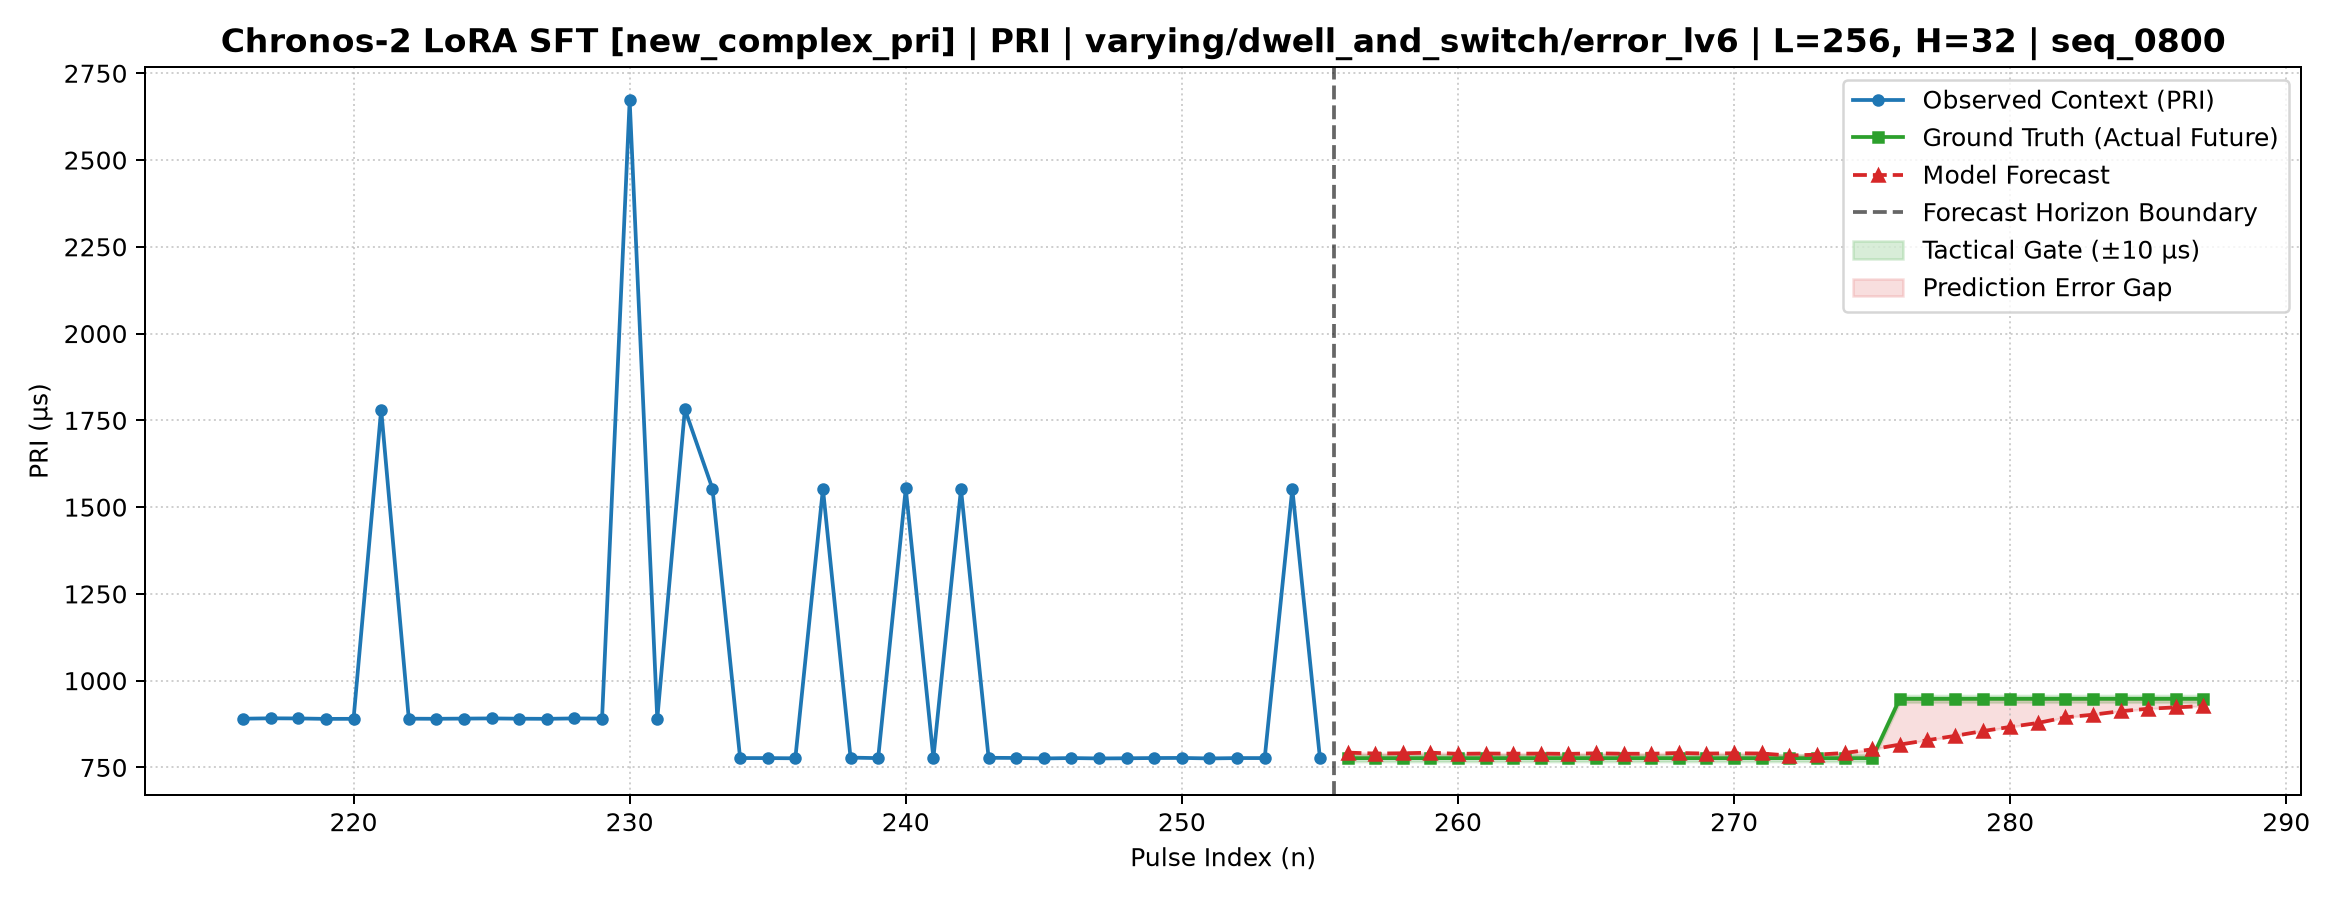 Chronos-2 LoRA SFT [new_complex_pri] | PRI | varying/dwell_and_switch/error_lv6 | L=256, H=32 | seq_0800
2750
2500
2250
2000
1750
1500
1250
1000
750
PRI (μs)
Observed Context (PRI)
Ground Truth (Actual Future)
Model Forecast
Forecast Horizon Boundary
Tactical Gate (±10 μs)
Prediction Error Gap
220 230 240 250 260 270 280 290
Pulse Index (n)